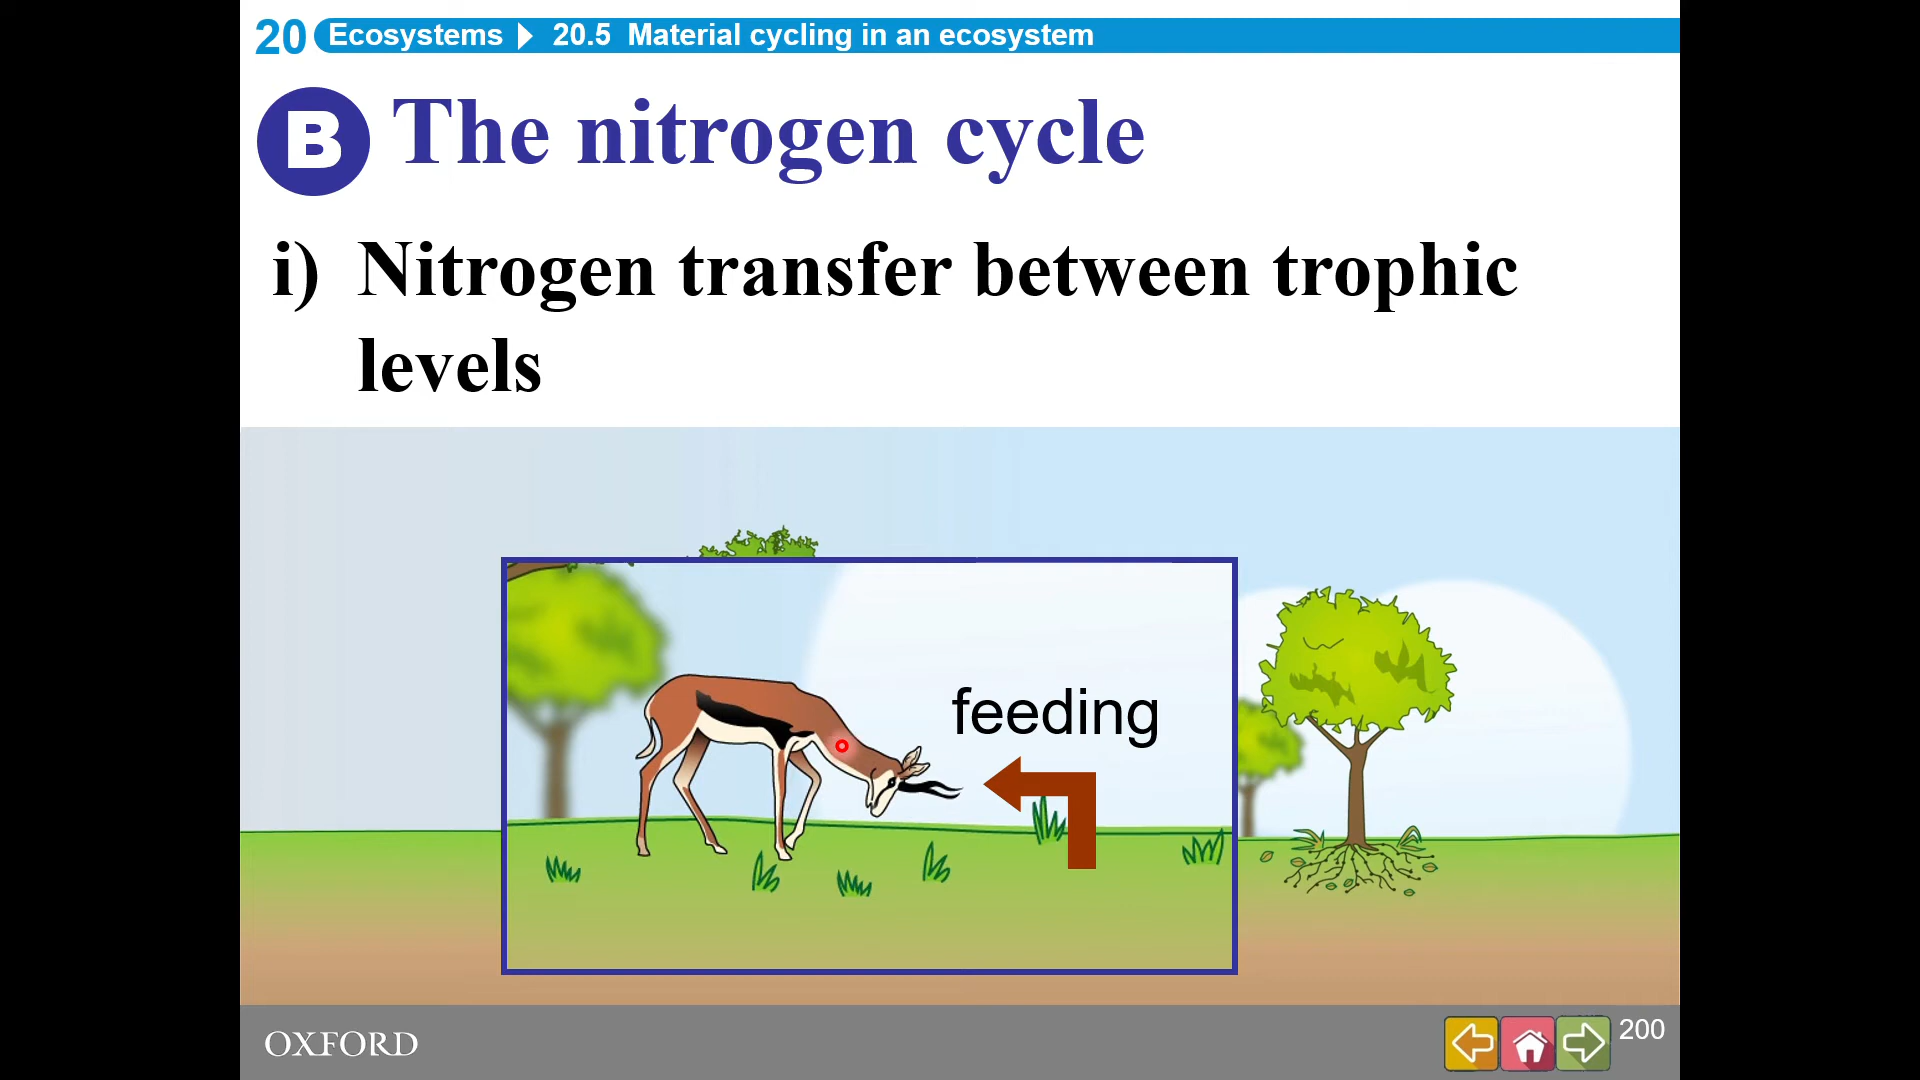 20 Ecosystems 20.5 Material cycling in an ecosystem
B The nitrogen cycle
i) Nitrogen transfer between trophic
levels
feeding
OXFORD
200